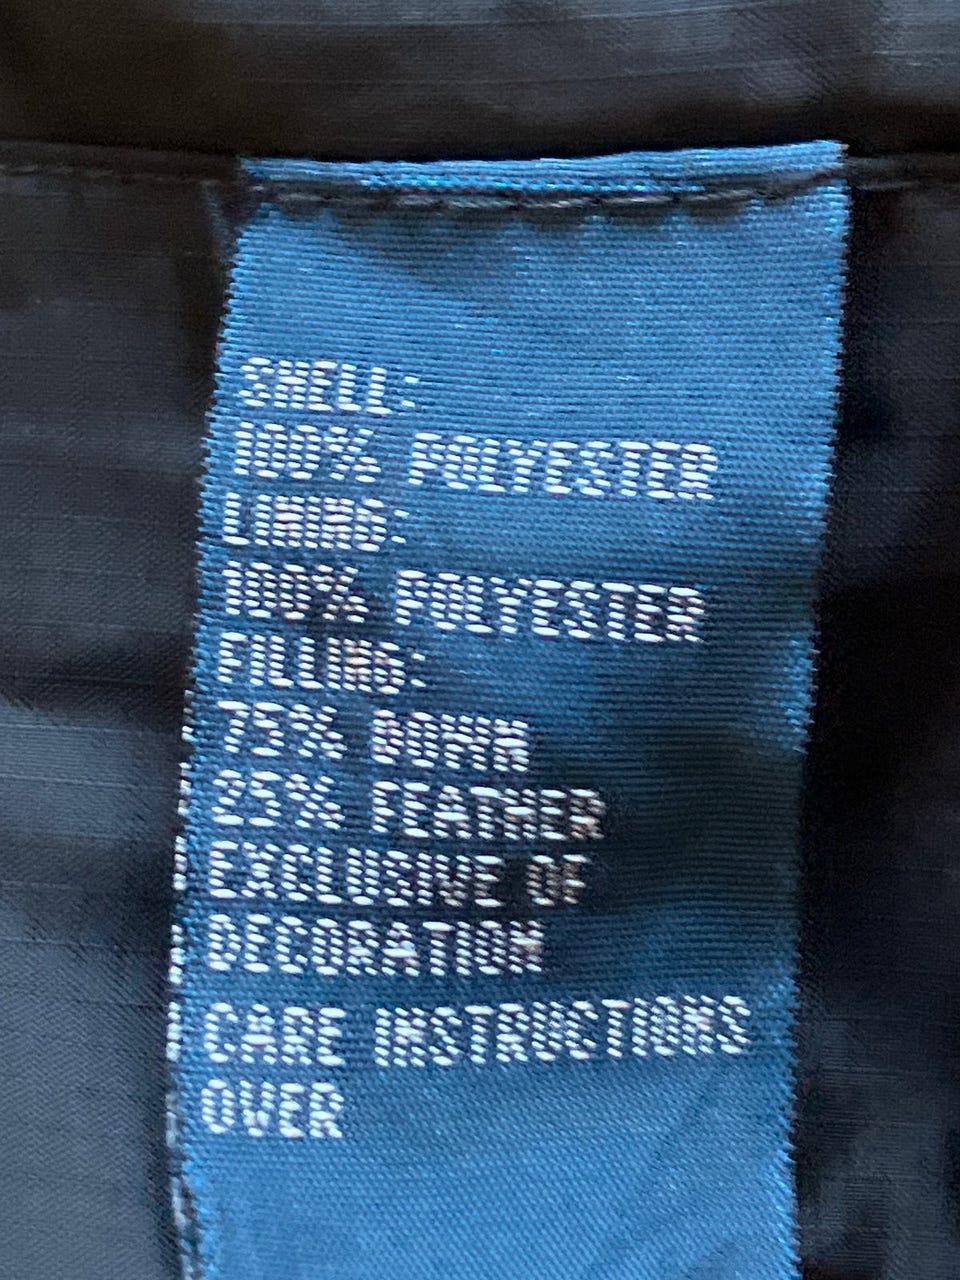 SHELL:
100% POLYESTER
LINING:
100% POLYESTER
FILLING:
75% DOWN
25% FEATHER
EXCLUSIVE OF
DECORATION
CARE INSTRUCTIONS
OVER